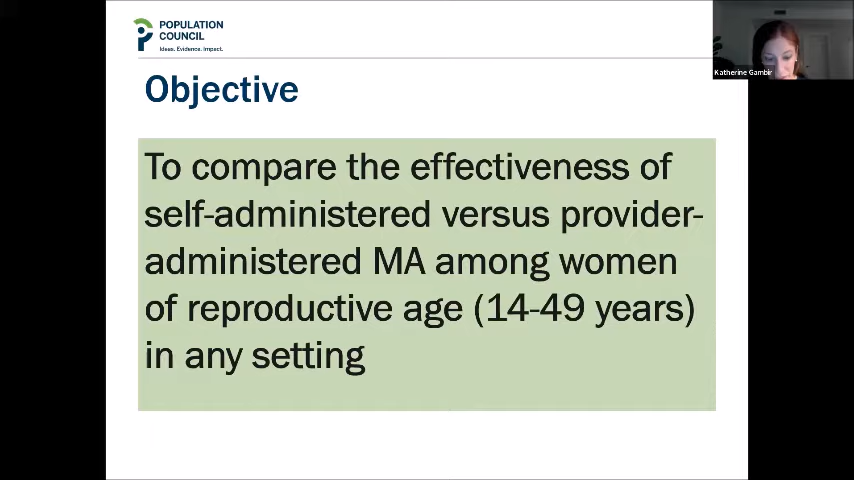 POPULATION
COUNCIL
Ideas. Evidence. Impact.
Katherine Gambir
Objective
To compare the effectiveness of
self-administered versus provider-
administered MA among women
of reproductive age (14-49 years)
in any setting